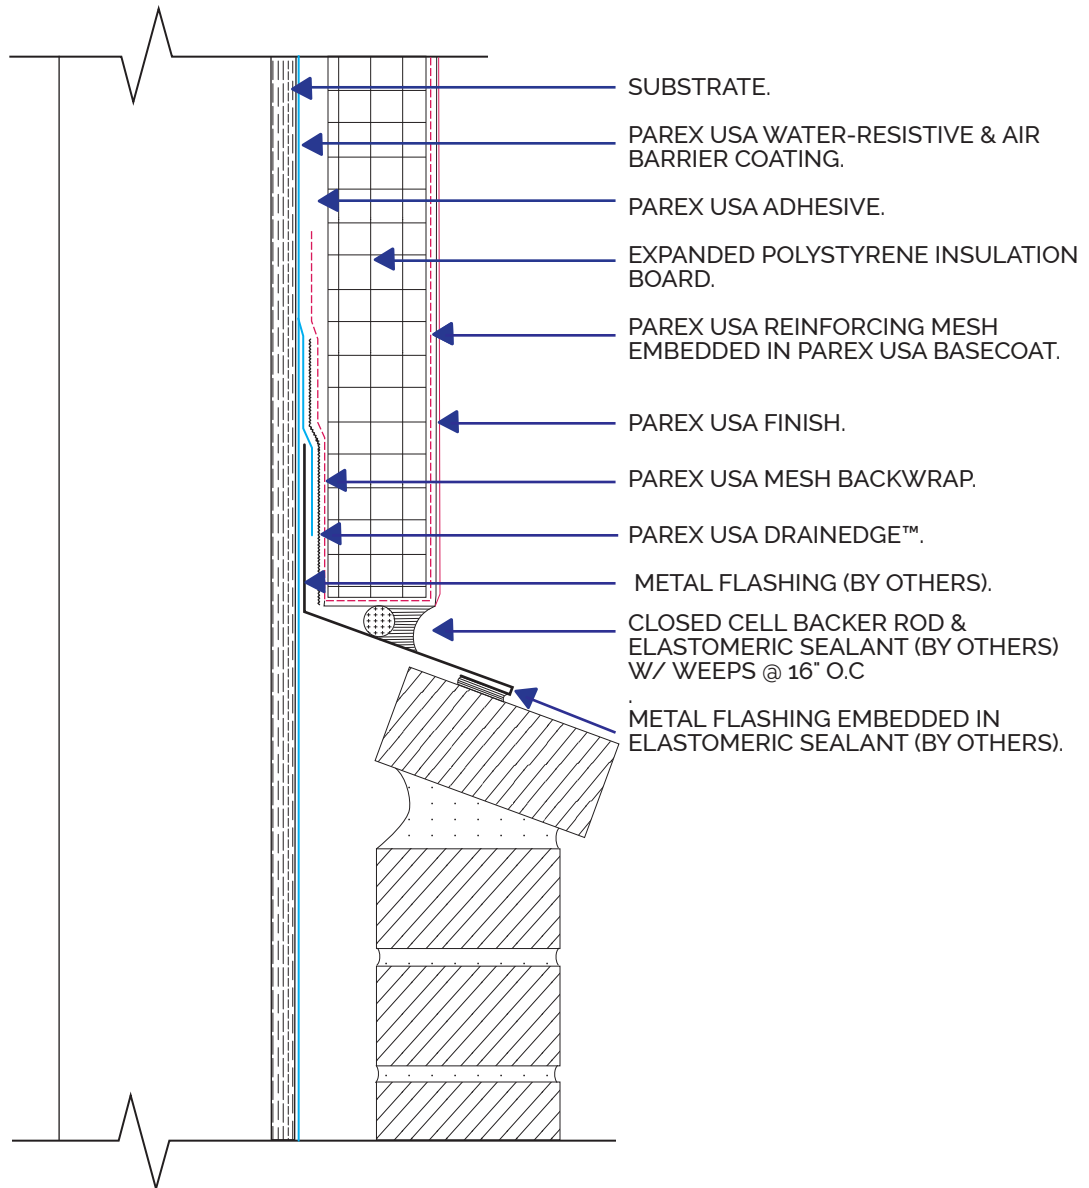 SUBSTRATE.
PAREX USA WATER-RESISTIVE & AIR
BARRIER COATING.
PAREX USA ADHESIVE.
EXPANDED POLYSTYRENE INSULATION
BOARD.
PAREX USA REINFORCING MESH
EMBEDDED IN PAREX USA BASECOAT.
PAREX USA FINISH.
PAREX USA MESH BACKWRAP.
PAREX USA DRAINEDGE™.
METAL FLASHING (BY OTHERS).
CLOSED CELL BACKER ROD &
ELASTOMERIC SEALANT (BY OTHERS)
W/ WEEPS @ 16" O.C
.
METAL FLASHING EMBEDDED IN
ELASTOMERIC SEALANT (BY OTHERS).